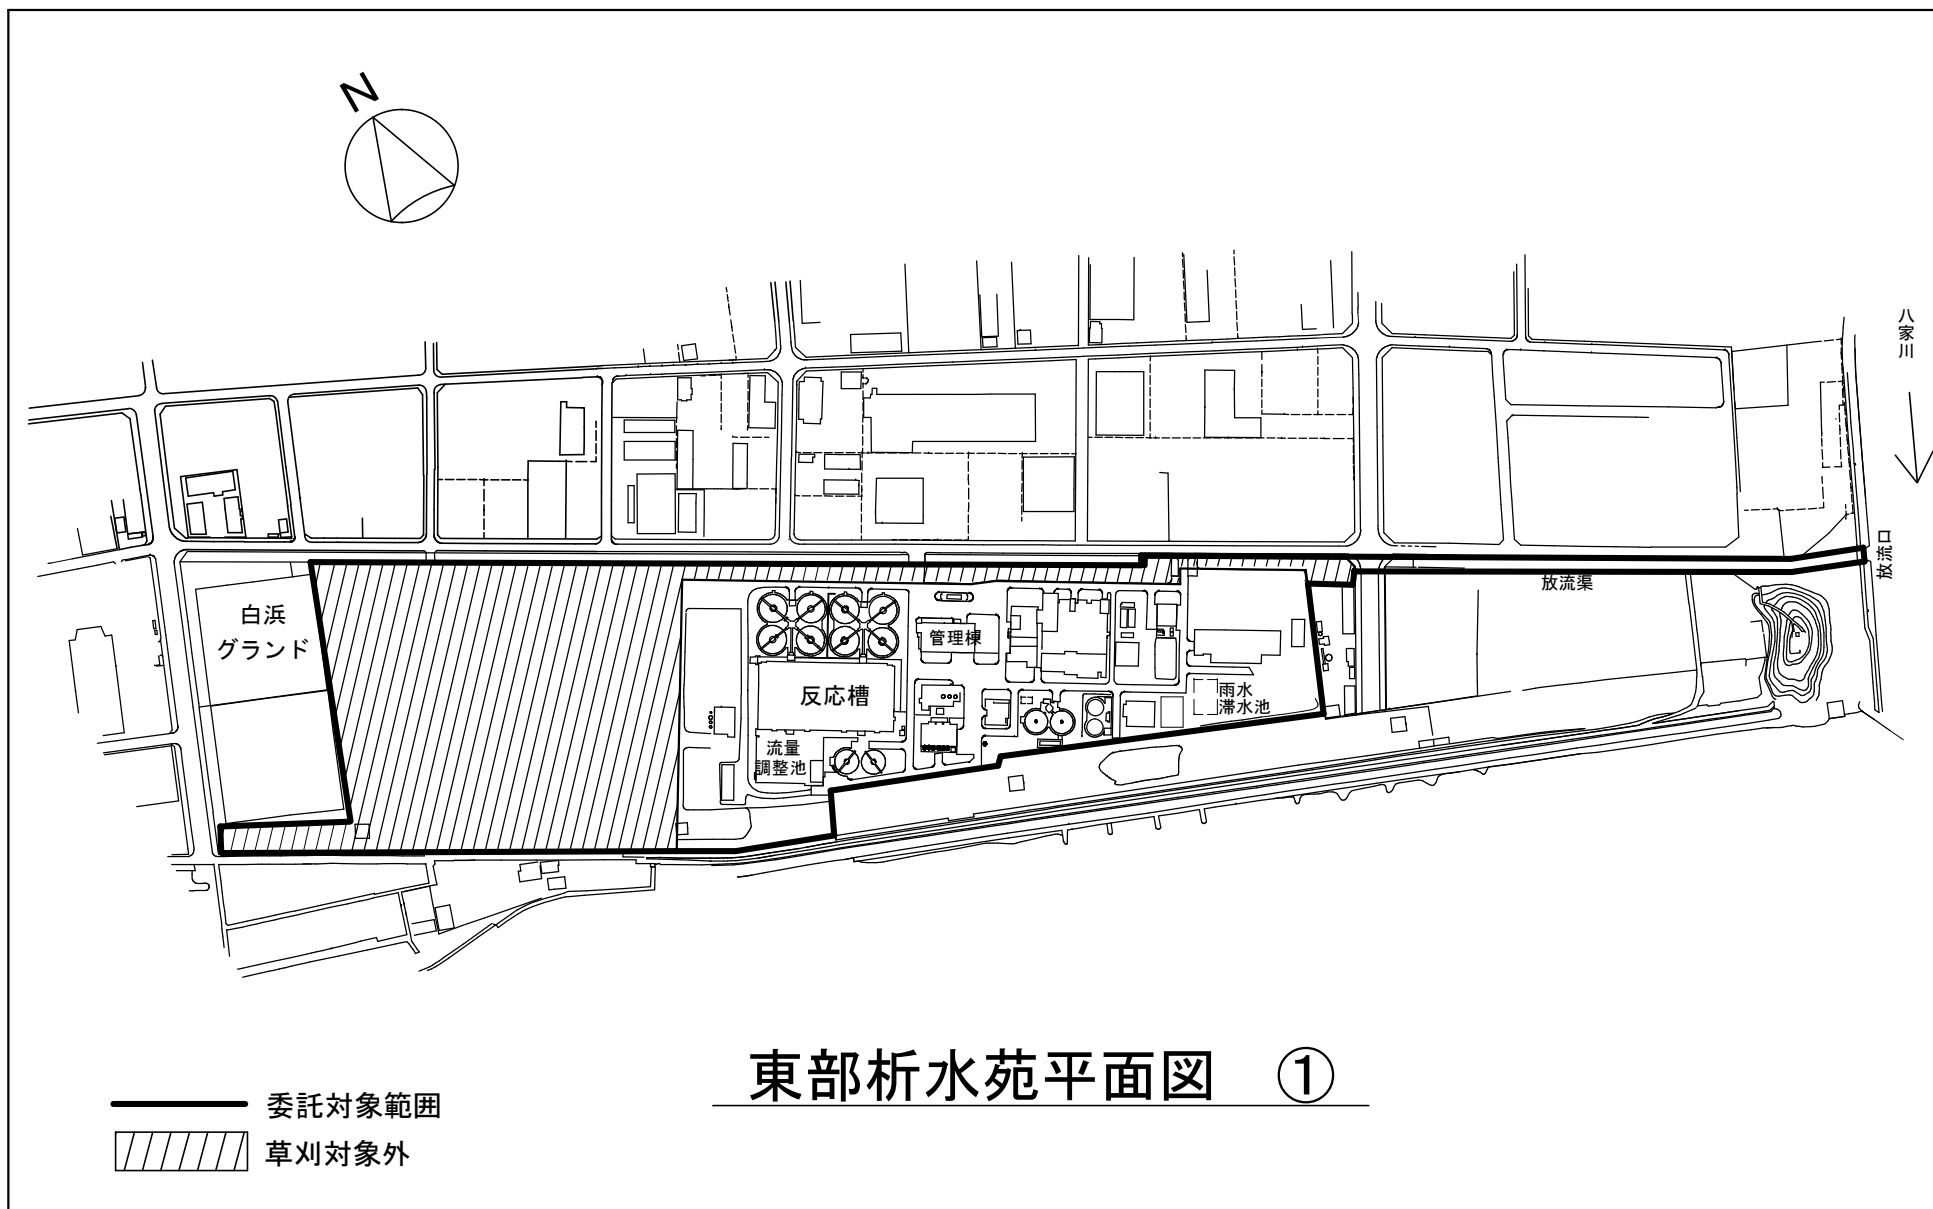 N
八家川
放流口
放流渠
白浜
グランド
管理棟
反応槽
雨水
滞水池
流量
調整池
東部析水苑平面図 ①
委託対象範囲
草刈対象外